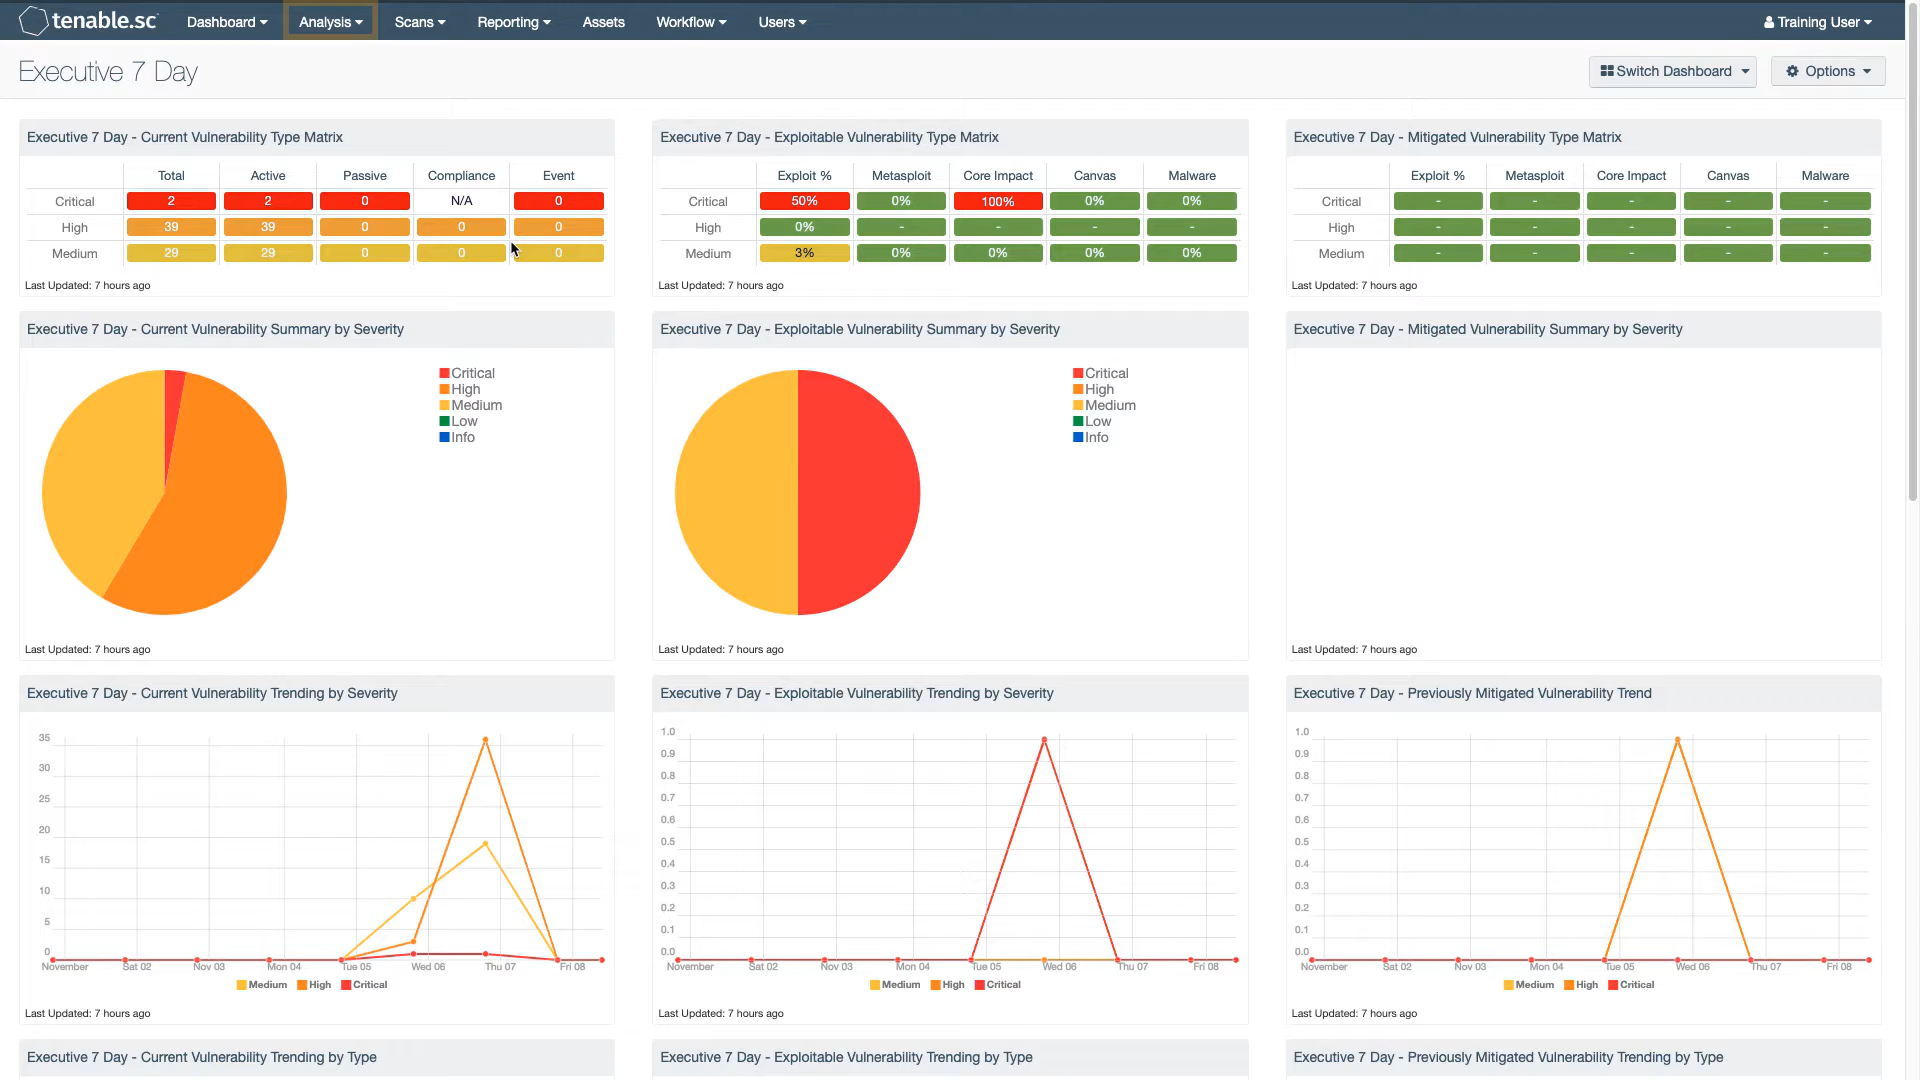 tenable.sc Dashboard Analysis Scans Reporting Assets Workflow Users Training User
Executive 7 Day Switch Dashboard Options
Executive 7 Day - Current Vulnerability Type Matrix
Total Active Passive Compliance Event
Critical 2 2 0 N/A 0
High 39 39 0 0 0
Medium 29 29 0 0 0
Last Updated: 7 hours ago
Executive 7 Day - Exploitable Vulnerability Type Matrix
Exploit % Metasploit Core Impact Canvas Malware
Critical 50% 0% 100% 0% 0%
High 0% - - - -
Medium 3% 0% 0% 0% 0%
Last Updated: 7 hours ago
Executive 7 Day - Mitigated Vulnerability Type Matrix
Exploit % Metasploit Core Impact Canvas Malware
Critical - - - - -
High - - - - -
Medium - - - - -
Last Updated: 7 hours ago
Executive 7 Day - Current Vulnerability Summary by Severity
Critical
High
Medium
Low
Info
Last Updated: 7 hours ago
Executive 7 Day - Exploitable Vulnerability Summary by Severity
Critical
High
Medium
Low
Info
Last Updated: 7 hours ago
Executive 7 Day - Mitigated Vulnerability Summary by Severity
Last Updated: 7 hours ago
Executive 7 Day - Current Vulnerability Trending by Severity
35
30
25
20
15
10
5
0
November Sat 02 Nov 03 Mon 04 Tue 05 Wed 06 Thu 07 Fri 08
Medium High Critical
Last Updated: 7 hours ago
Executive 7 Day - Exploitable Vulnerability Trending by Severity
1.0
0.9
0.8
0.7
0.6
0.5
0.4
0.3
0.2
0.1
0.0
November Sat 02 Nov 03 Mon 04 Tue 05 Wed 06 Thu 07 Fri 08
Medium High Critical
Last Updated: 7 hours ago
Executive 7 Day - Previously Mitigated Vulnerability Trend
1.0
0.9
0.8
0.7
0.6
0.5
0.4
0.3
0.2
0.1
0.0
November Sat 02 Nov 03 Mon 04 Tue 05 Wed 06 Thu 07 Fri 08
Medium High Critical
Last Updated: 7 hours ago
Executive 7 Day - Current Vulnerability Trending by Type
Executive 7 Day - Exploitable Vulnerability Trending by Type
Executive 7 Day - Previously Mitigated Vulnerability Trending by Type